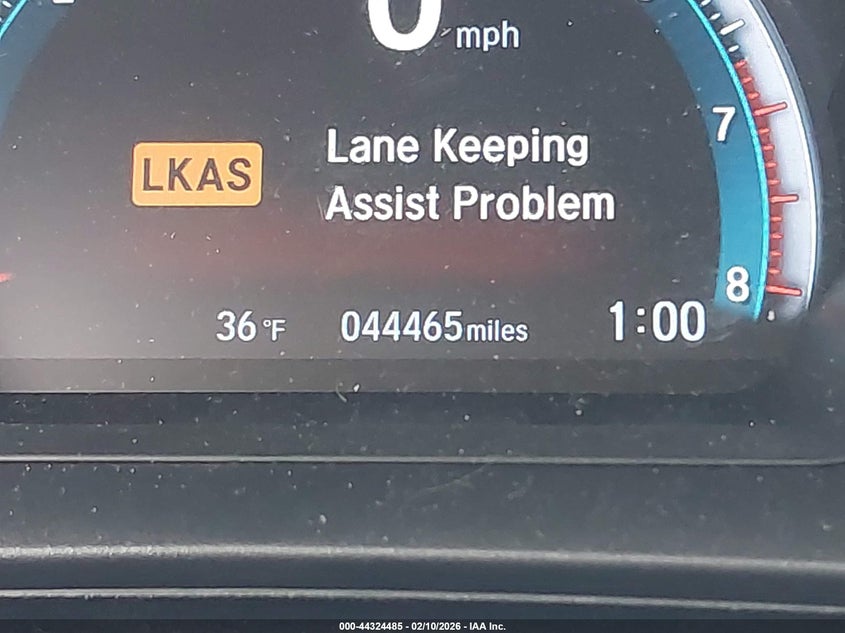 0 mph
7
LKAS
Lane Keeping
Assist Problem
8
36 °F 044465 miles 1:00
000-44324485 - 02/10/2026 - IAA Inc.